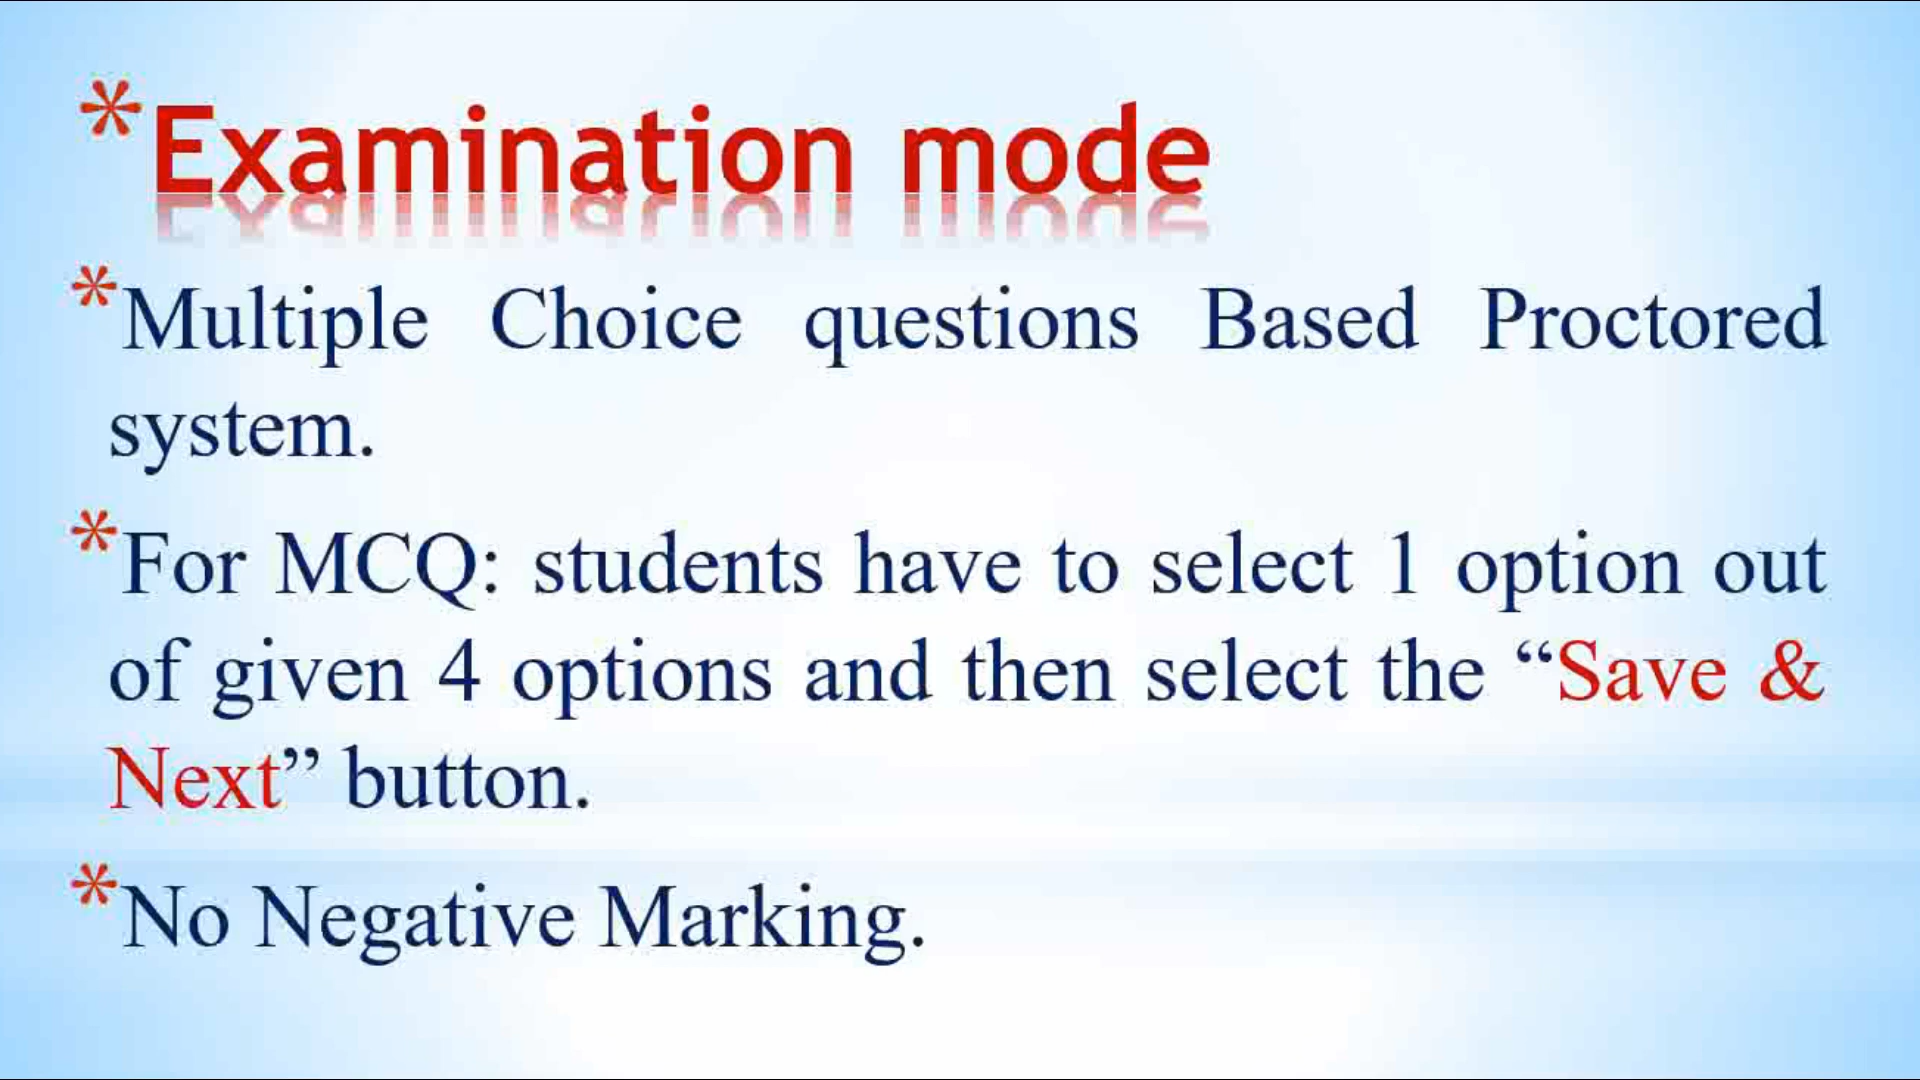 *Examination mode
*Multiple Choice questions Based Proctored
system.
*For MCQ: students have to select 1 option out
of given 4 options and then select the “Save &
Next” button.
*No Negative Marking.